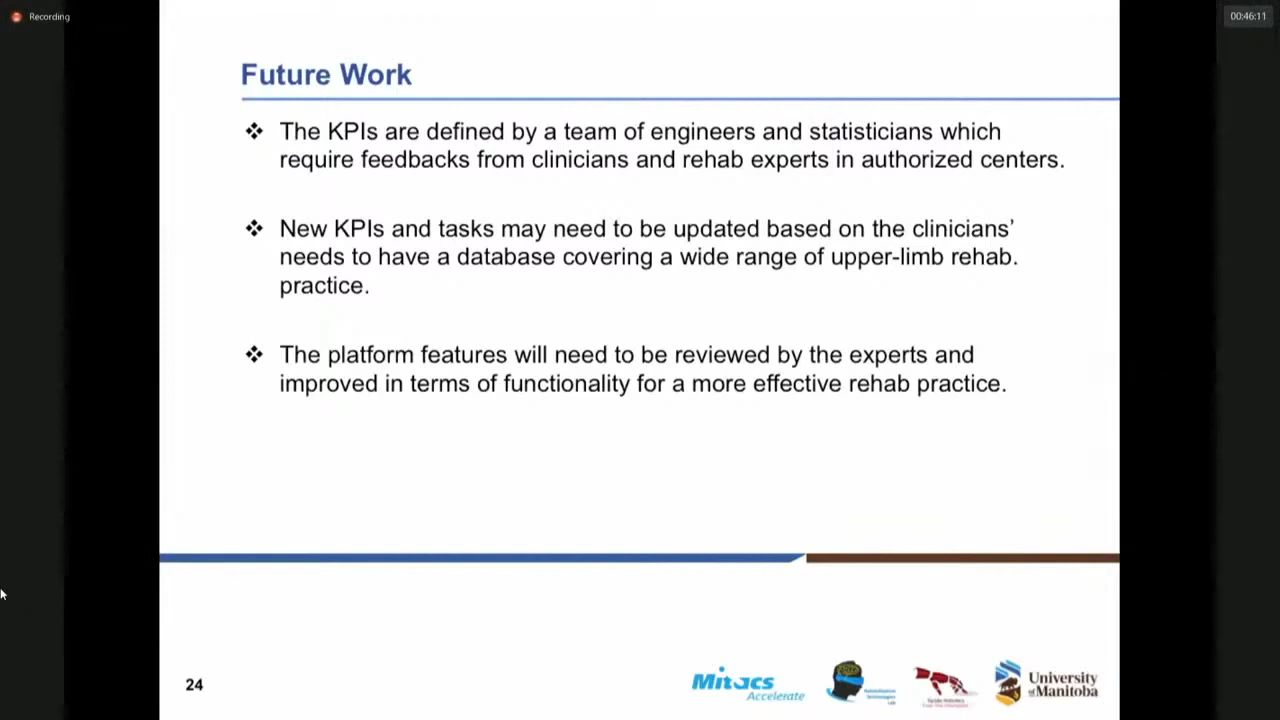 Recording
00:46:11
Future Work
❖ The KPIs are defined by a team of engineers and statisticians which
require feedbacks from clinicians and rehab experts in authorized centers.
❖ New KPIs and tasks may need to be updated based on the clinicians’
needs to have a database covering a wide range of upper-limb rehab.
practice.
❖ The platform features will need to be reviewed by the experts and
improved in terms of functionality for a more effective rehab practice.
24
Mitacs
Accelerate
Rehabilitation
Technologies
Lab
University
of Manitoba